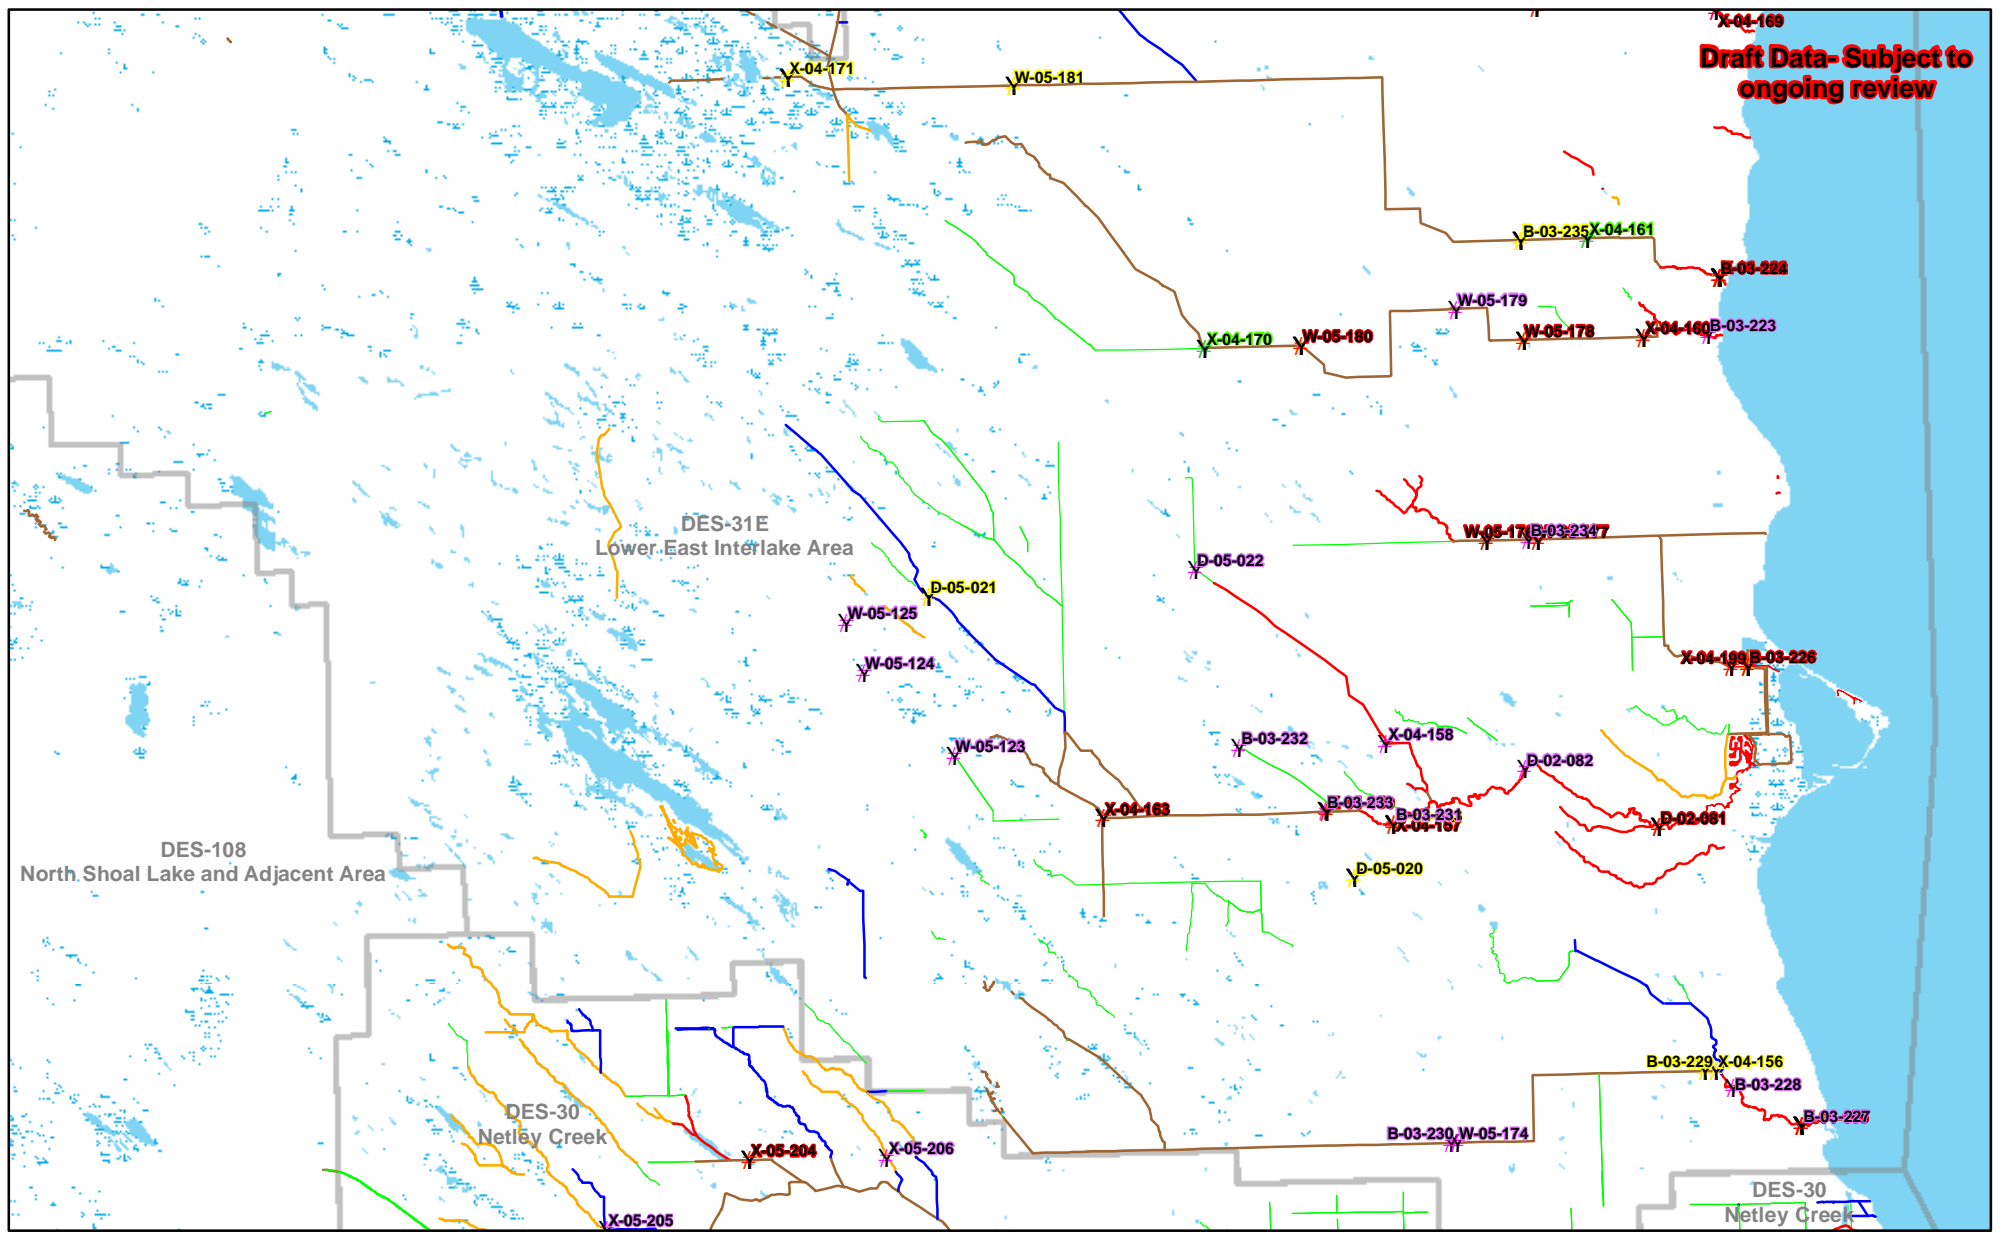 X-04-169
Draft Data- Subject to
ongoing review
X-04-171
W-05-181
B-03-235
X-04-161
B-03-224
W-05-179
W-05-178
X-04-160
B-03-223
X-04-170
W-05-180
DES-31E
Lower East Interlake Area
B-03-234
D-05-022
D-05-021
W-05-125
W-05-124
X-04-199
B-03-226
W-05-123
B-03-232
X-04-158
D-02-082
X-04-163
B-03-233
B-03-231
D-02-081
DES-108
North Shoal Lake and Adjacent Area
D-05-020
B-03-229
X-04-156
B-03-228
DES-30
Netley Creek
B-03-227
B-03-230
W-05-174
X-05-204
X-05-206
DES-30
Netley Creek
X-05-205